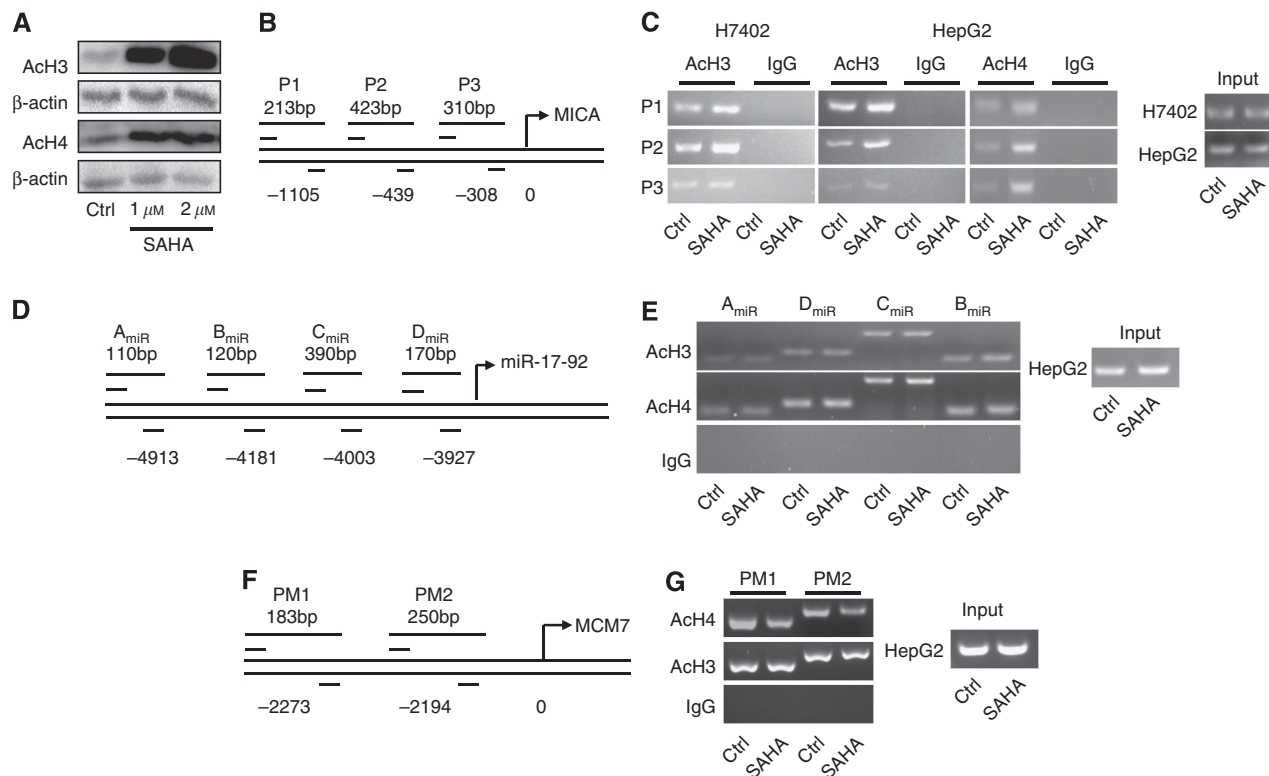 A
AcH3
β-actin
AcH4
β-actin
Ctrl 1 μM 2 μM
SAHA
B
P1 P2 P3
213bp 423bp 310bp
MICA
–1105 –439 –308 0
C
H7402 HepG2
AcH3 IgG AcH3 IgG AcH4 IgG
P1
P2
P3
Ctrl SAHA Ctrl SAHA Ctrl SAHA Ctrl SAHA Ctrl SAHA Ctrl SAHA
Input
H7402
HepG2
Ctrl SAHA
D
AmiR BmiR CmiR DmiR
110bp 120bp 390bp 170bp
miR-17-92
–4913 –4181 –4003 –3927
E
AmiR DmiR CmiR BmiR
AcH3
AcH4
IgG
Ctrl SAHA Ctrl SAHA Ctrl SAHA Ctrl SAHA
Input
HepG2
Ctrl SAHA
F
PM1 PM2
183bp 250bp
MCM7
–2273 –2194 0
G
PM1 PM2
AcH4
AcH3
IgG
Ctrl SAHA Ctrl SAHA
Input
HepG2
Ctrl SAHA